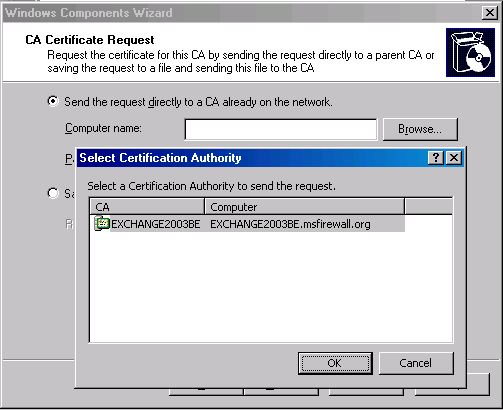 Windows Components Wizard
CA Certificate Request
Request the certificate for this CA by sending the request directly to a parent CA or
saving the request to a file and sending this file to the CA
Send the request directly to a CA already on the network.
Computer name:
Browse...
Select Certification Authority
Select a Certification Authority to send the request.
CA Computer
EXCHANGE2003BE EXCHANGE2003BE.msfirewall.org
OK Cancel